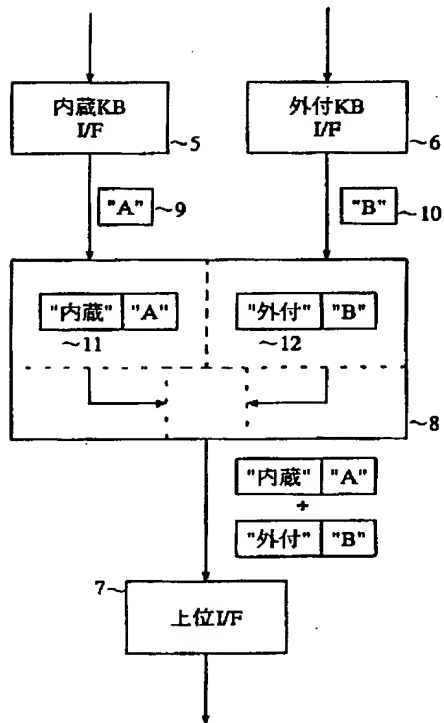 内蔵KB
I/F
~5
外付KB
I/F
~6
"A" ~9
"B" ~10
"内蔵" "A"
~11
"外付" "B"
~12
~8
"内蔵" "A"
+
"外付" "B"
7~
上位I/F